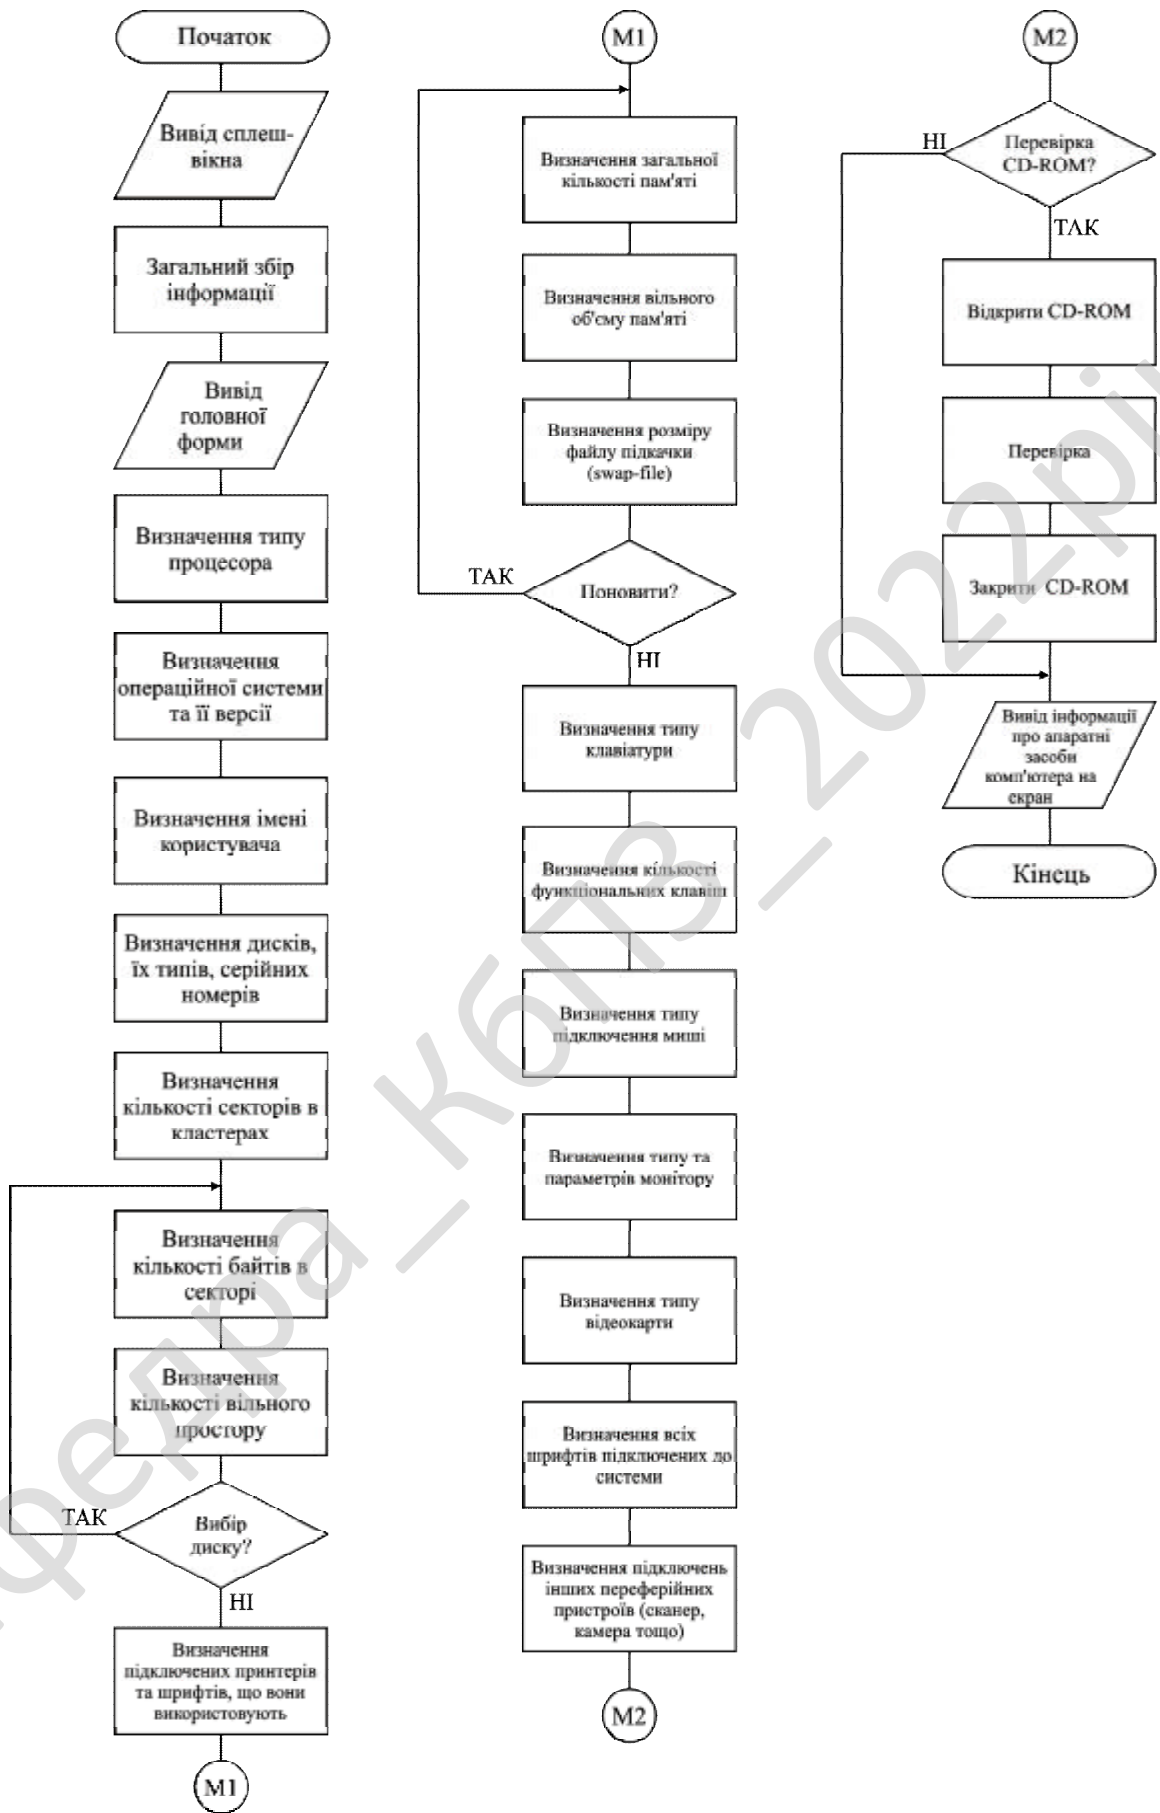 Початок
Вивід сплеш-
вікна
Загальний збір
інформації
Вивід
головної
форми
Визначення типу
процесора
Визначення
операційної системи
та її версії
Визначення імені
користувача
Визначення дисків,
їх типів, серійних
номерів
Визначення
кількості секторів в
кластерах
Визначення
кількості байтів в
секторі
Визначення
кількості вільного
простору
ТАК
Вибір
диску?
НІ
Визначення
підключених принтерів
та шрифтів, що вони
використовують
М1
М1
Визначення загальної
кількості пам'яті
Визначення вільного
об'єму пам'яті
Визначення розміру
файлу підкачки
(swap-file)
ТАК
Поновити?
НІ
Визначення типу
клавіатури
Визначення кількості
функціональних клавіш
Визначення типу
підключення миші
Визначення типу та
параметрів монітору
Визначення типу
відеокарти
Визначення всіх
шрифтів підключених до
системи
Визначення підключень
інших переферійних
пристроїв (сканер,
камера тощо)
М2
М2
НІ
Перевірка
CD-ROM?
ТАК
Відкрити CD-ROM
Перевірка
Закрити CD-ROM
Вивід інформації
про апаратні
засоби
комп'ютера на
екран
Кінець
федра_КбПЗ_2022рі